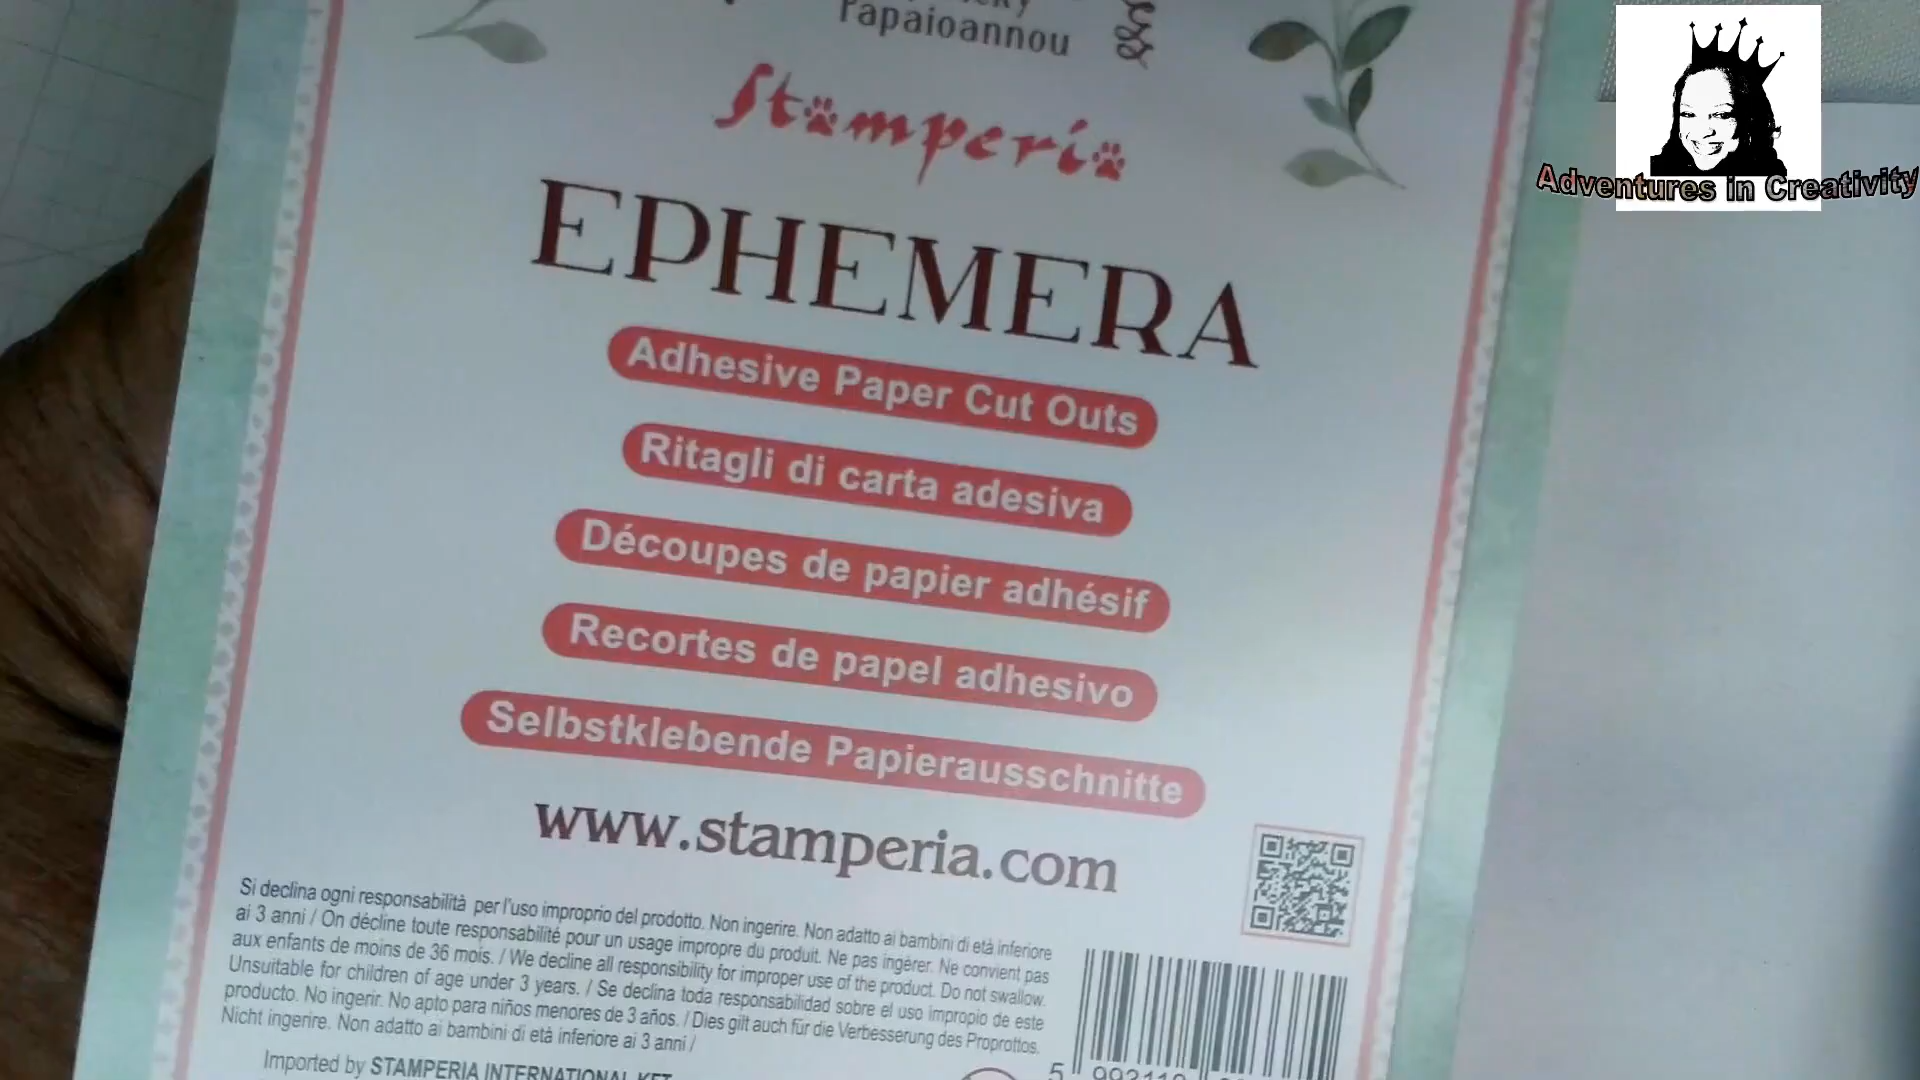 Papaioannou
Stamperia
EPHEMERA
Adhesive Paper Cut Outs
Ritagli di carta adesiva
Découpes de papier adhésif
Recortes de papel adhesivo
Selbstklebende Papierausschnitte
www.stamperia.com
Si declina ogni responsabilità per l'uso improprio del prodotto. Non ingerire. Non adatto ai bambini di età inferiore
ai 3 anni / On décline toute responsabilité pour un usage impropre du produit. Ne pas ingérer. Ne convient pas
aux enfants de moins de 36 mois. / We decline all responsibility for improper use of the product. Do not swallow.
Unsuitable for children of age under 3 years. / Se declina toda responsabilidad sobre el uso impropio de este
producto. No ingerir. No apto para niños menores de 3 años. / Dies gilt auch für die Verbesserung des Proprottos.
Nicht ingerire. Non adatto ai bambini di età inferiore ai 3 anni /
Imported by STAMPERIA INTERNATIONAL KFT
Adventures in Creativity